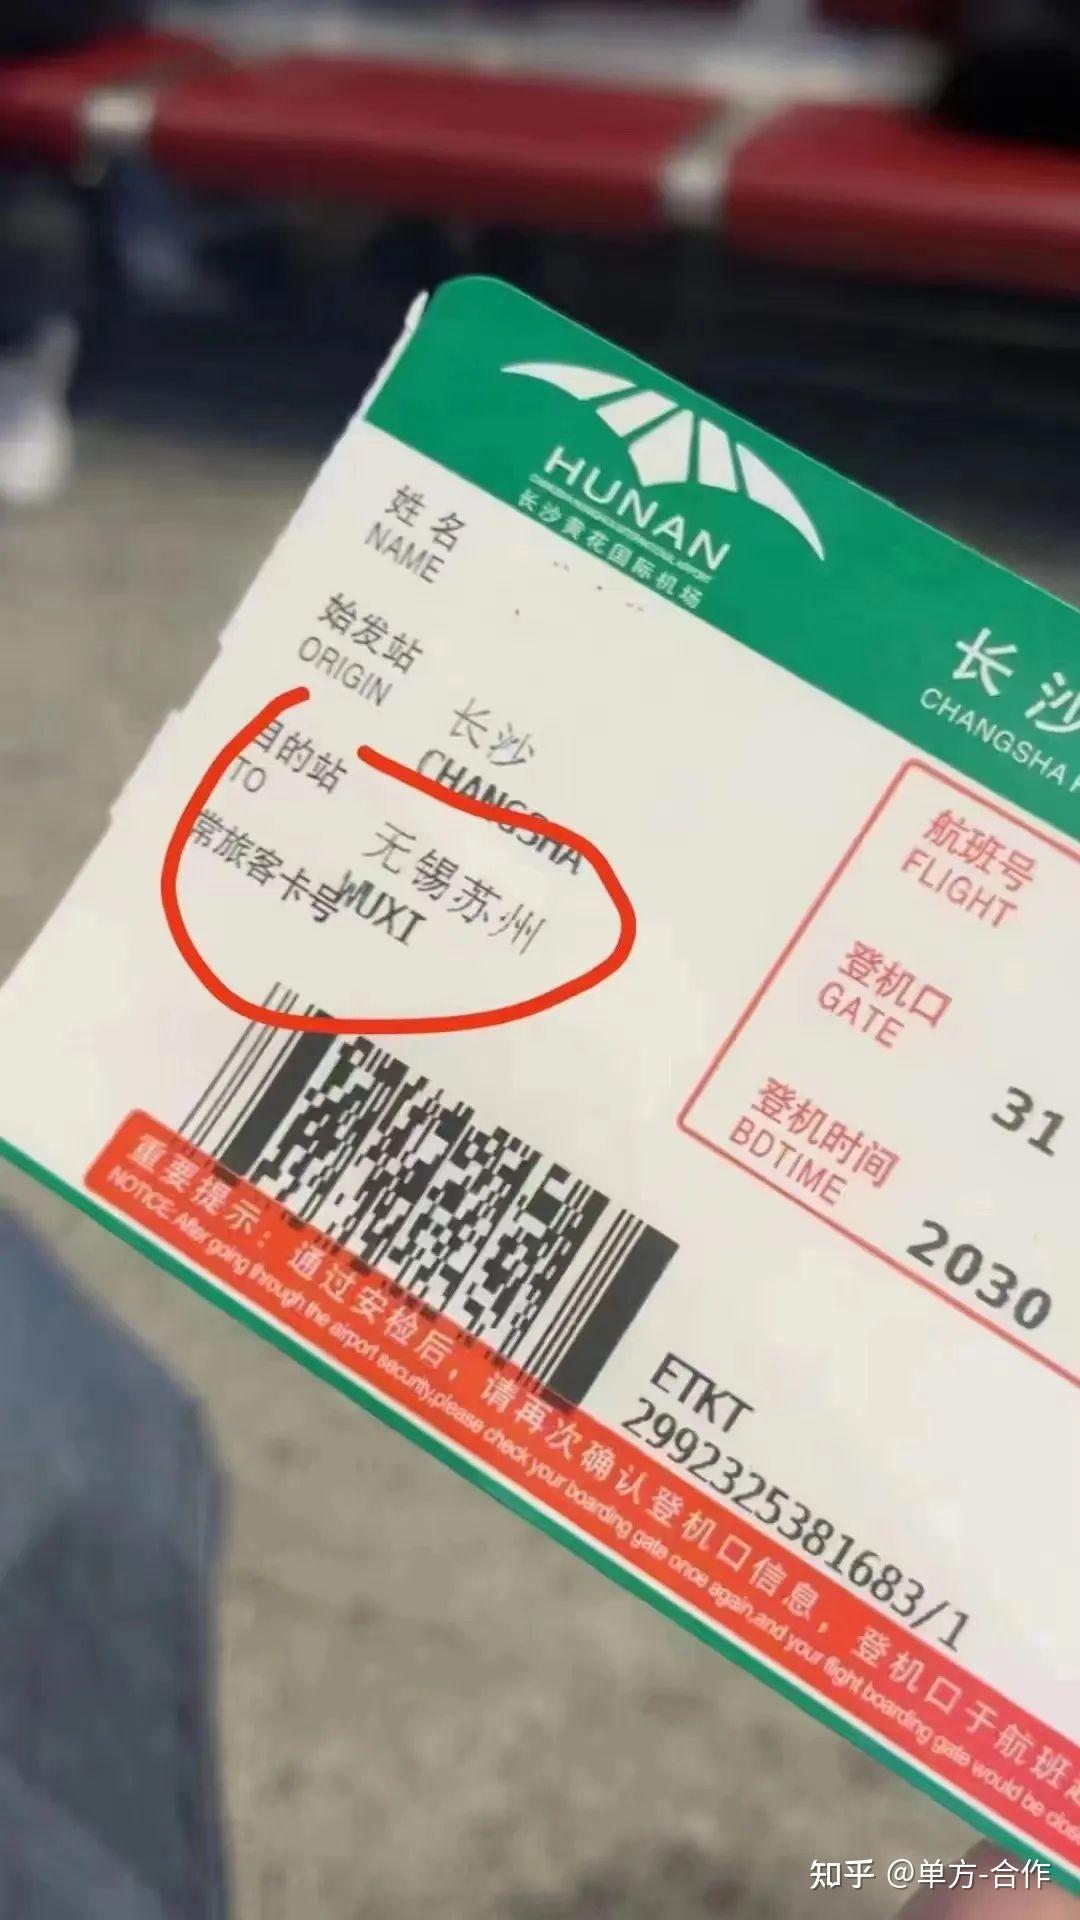 HUNAN
长沙黄花国际机场
长沙
CHANGSHA
姓名
NAME
始发站
ORIGIN
长沙
CHANGSHA
目的站
TO
无锡苏州
WUXI
常旅客卡号
航班号
FLIGHT
登机口
GATE
31
登机时间
BDTIME
2030
ETKT
2992325381683/1
重要提示：通过安检后，请再次确认登机口信息，登机口于航班
NOTICE:After going through the airport security,please check your boarding gate once again,and your flight boarding gate would be
知乎 @单方-合作